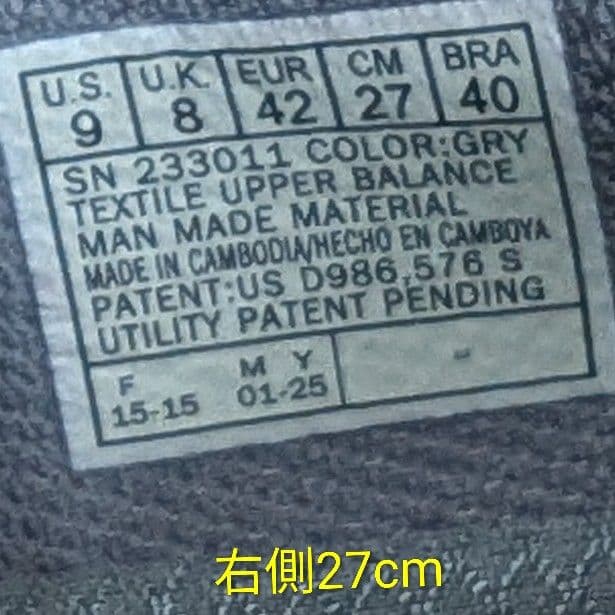 U.S. U.K. EUR CM BRA
9 8 42 27 40
SN 233011 COLOR:GRY
TEXTILE UPPER BALANCE
MAN MADE MATERIAL
MADE IN CAMBODIA/HECHO EN CAMBOYA
PATENT:US D986,576 S
UTILITY PATENT PENDING
F M Y
15-15 01-25 -
右側27cm